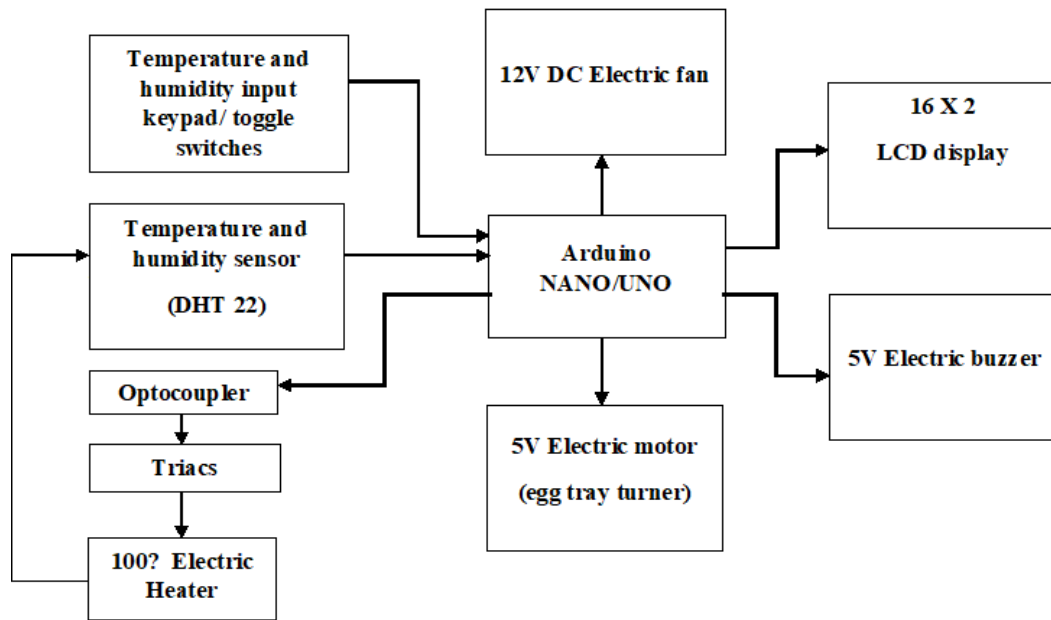 Temperature and
humidity input
keypad/ toggle
switches
12V DC Electric fan
16 X 2
LCD display
Temperature and
humidity sensor
(DHT 22)
Arduino
NANO/UNO
5V Electric buzzer
Optocoupler
Triacs
100? Electric
Heater
5V Electric motor
(egg tray turner)